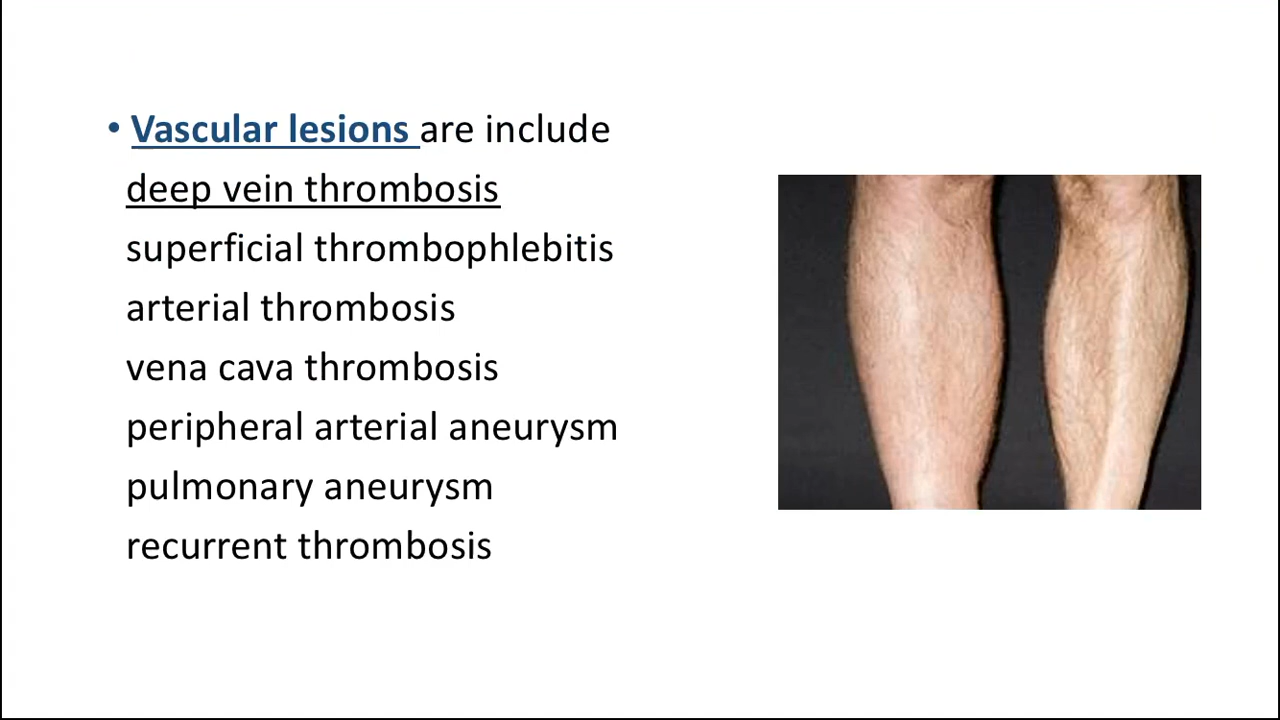 • Vascular lesions are include
deep vein thrombosis
superficial thrombophlebitis
arterial thrombosis
vena cava thrombosis
peripheral arterial aneurysm
pulmonary aneurysm
recurrent thrombosis